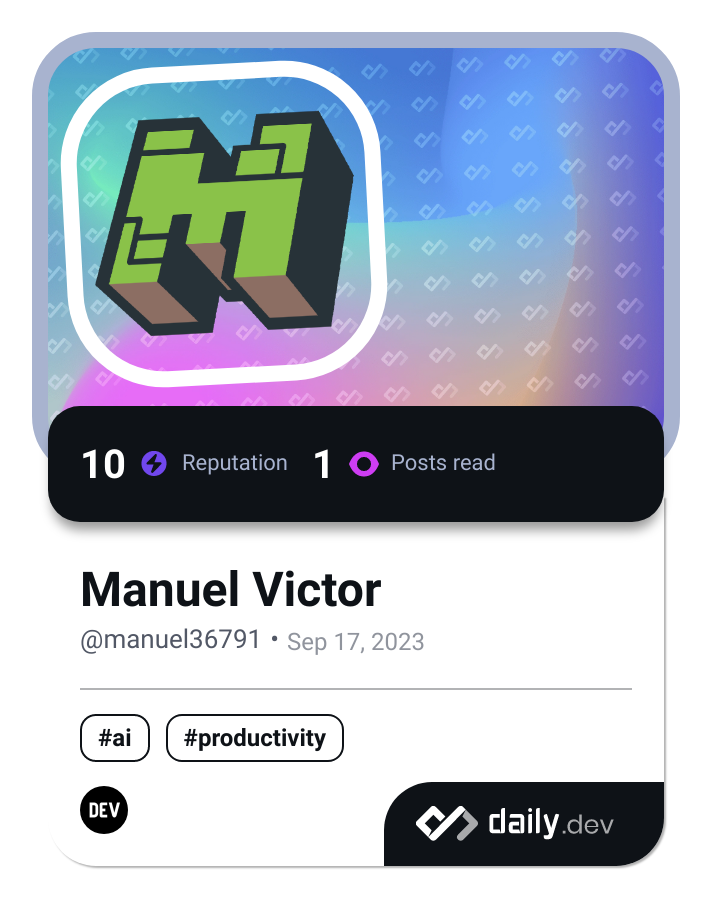 M
10 Reputation 1 Posts read
Manuel Victor
@manuel36791 • Sep 17, 2023
#ai #productivity
DEV
daily.dev